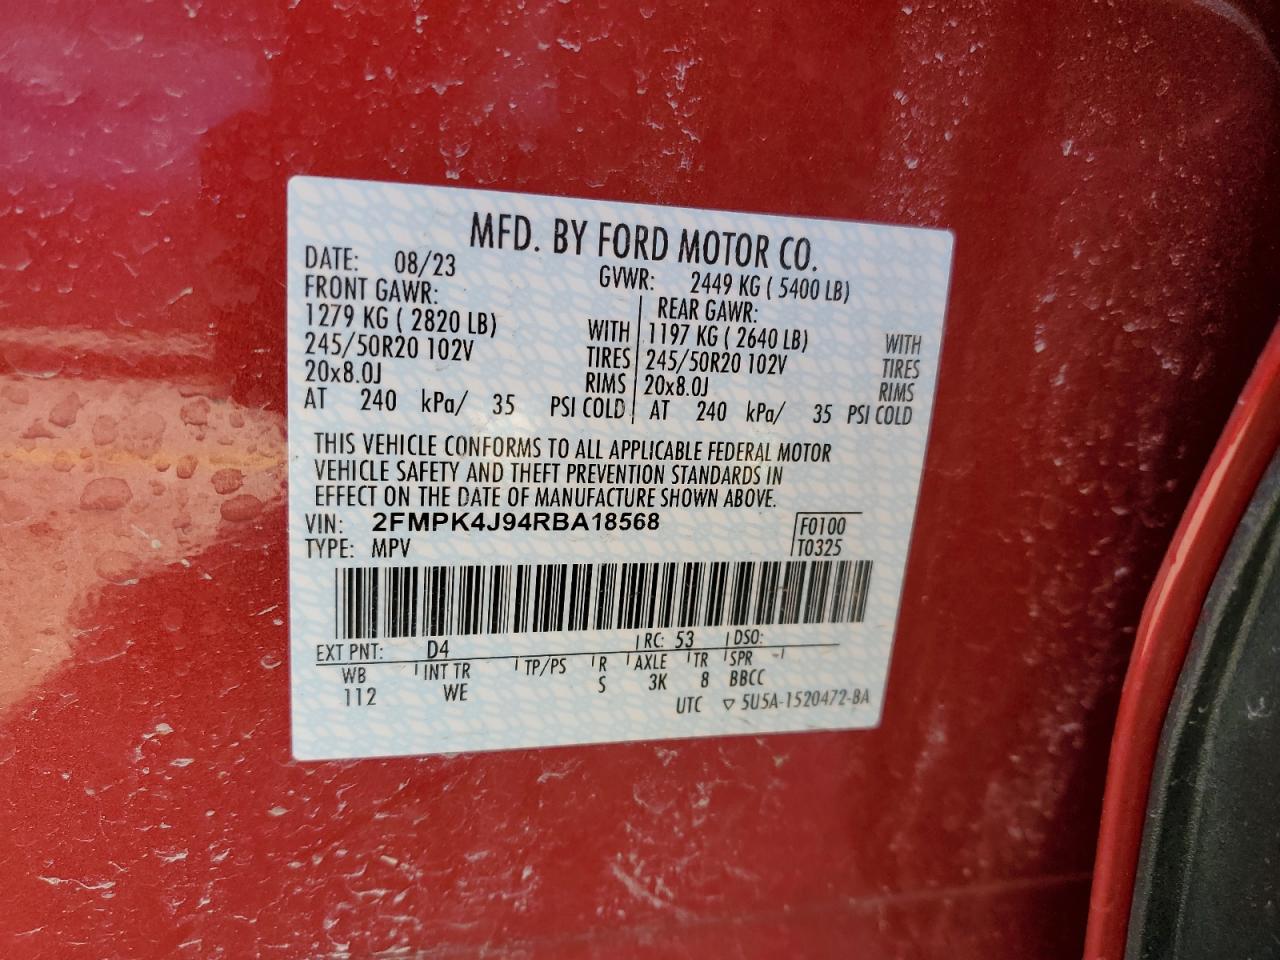 MFD. BY FORD MOTOR CO.
DATE: 08/23 GVWR: 2449 KG ( 5400 LB)
FRONT GAWR: REAR GAWR:
1279 KG ( 2820 LB) WITH 1197 KG ( 2640 LB) WITH
245/50R20 102V TIRES 245/50R20 102V TIRES
20x8.0J RIMS 20x8.0J RIMS
AT 240 kPa/ 35 PSI COLD AT 240 kPa/ 35 PSI COLD
THIS VEHICLE CONFORMS TO ALL APPLICABLE FEDERAL MOTOR
VEHICLE SAFETY AND THEFT PREVENTION STANDARDS IN
EFFECT ON THE DATE OF MANUFACTURE SHOWN ABOVE.
VIN: 2FMPK4J94RBA18568 F0100
TYPE: MPV T0325
EXT PNT: D4 RC: 53 DSO:
WB INT TR TP/PS R AXLE TR SPR
112 WE S 3K 8 BBCC
UTC ▽ 5U5A-1520472-BA